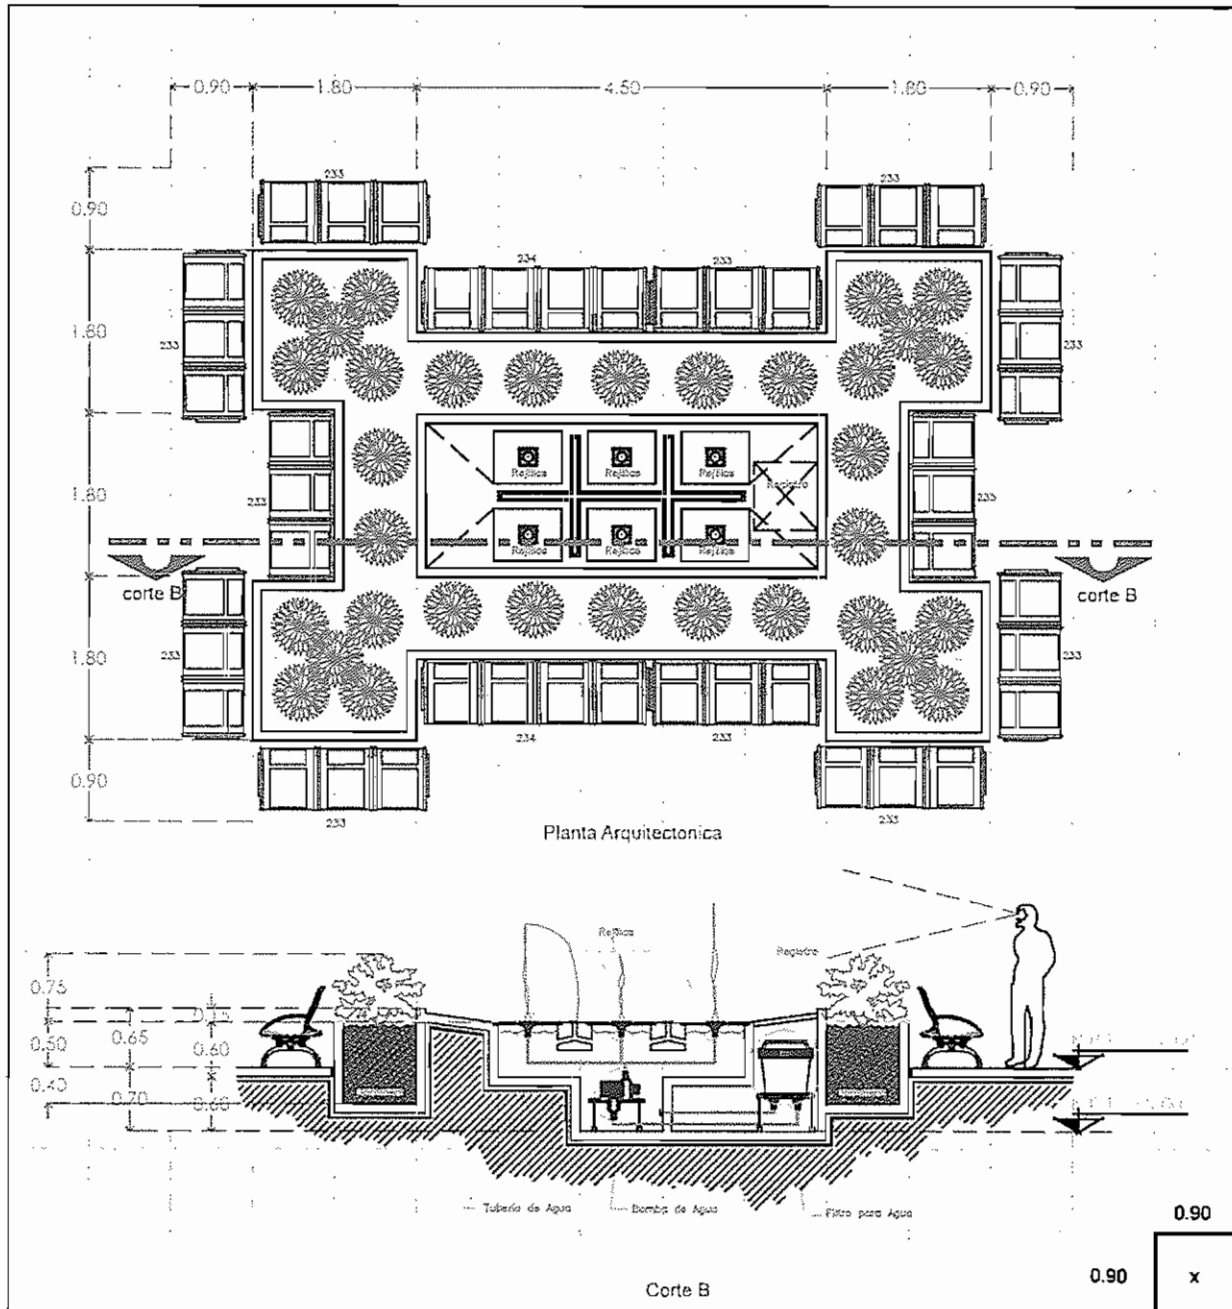 0.90 1.80 4.50 1.80 0.90
233 233
0.90
234 233
1.80
233 233
Rejillas Rejillas Rejillas
Registro
1.80
233 233
Rejillas Rejillas Rejillas
corte B corte B
1.80
233 233
234 233
0.90
233 233
Planta Arquitectonica
Rejillas
Registro
0.75
0.65
0.50 0.60
0.40
0.70 0.60
Tuberia de Agua Bomba de Agua Filtro para Agua
0.90
0.90 x
Corte B